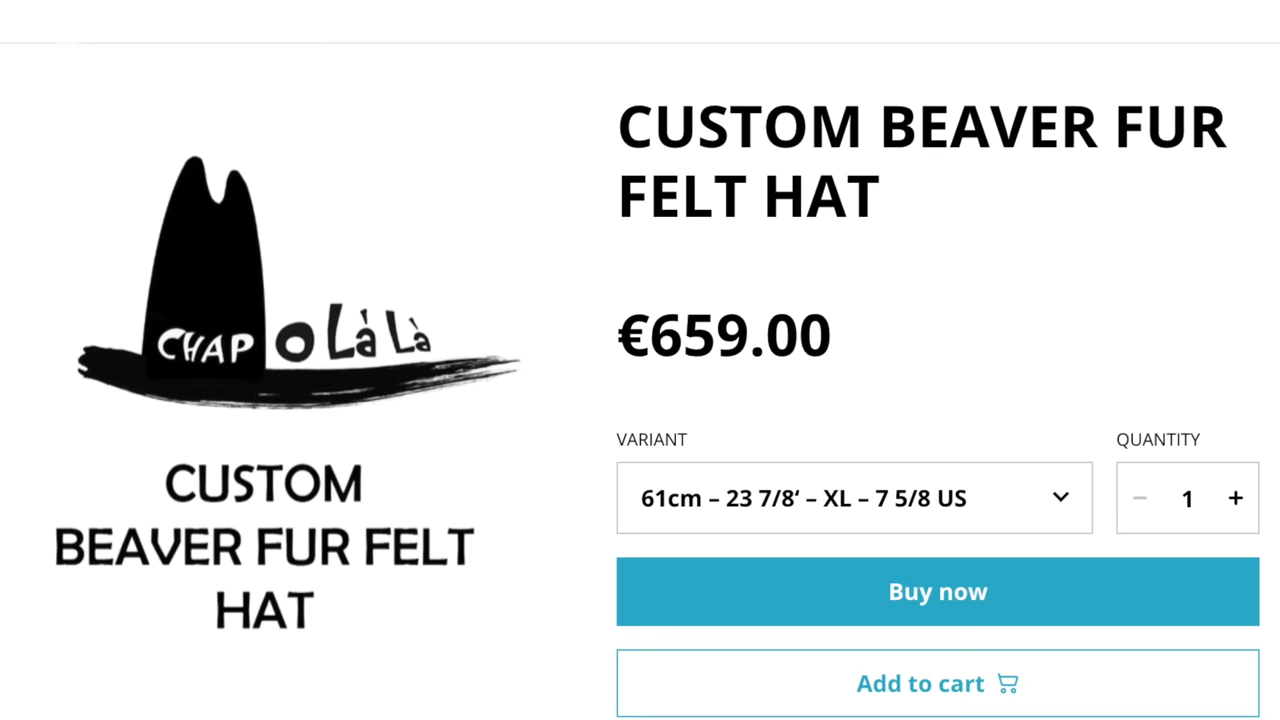 CHAP O Là Là
CUSTOM
BEAVER FUR FELT
HAT
CUSTOM BEAVER FUR
FELT HAT
€659.00
VARIANT
QUANTITY
61cm – 23 7/8‘ – XL – 7 5/8 US
1
Buy now
Add to cart